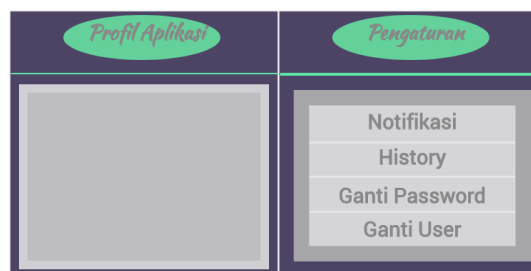 Profil Aplikasi
Pengaturan
Notifikasi
History
Ganti Password
Ganti User